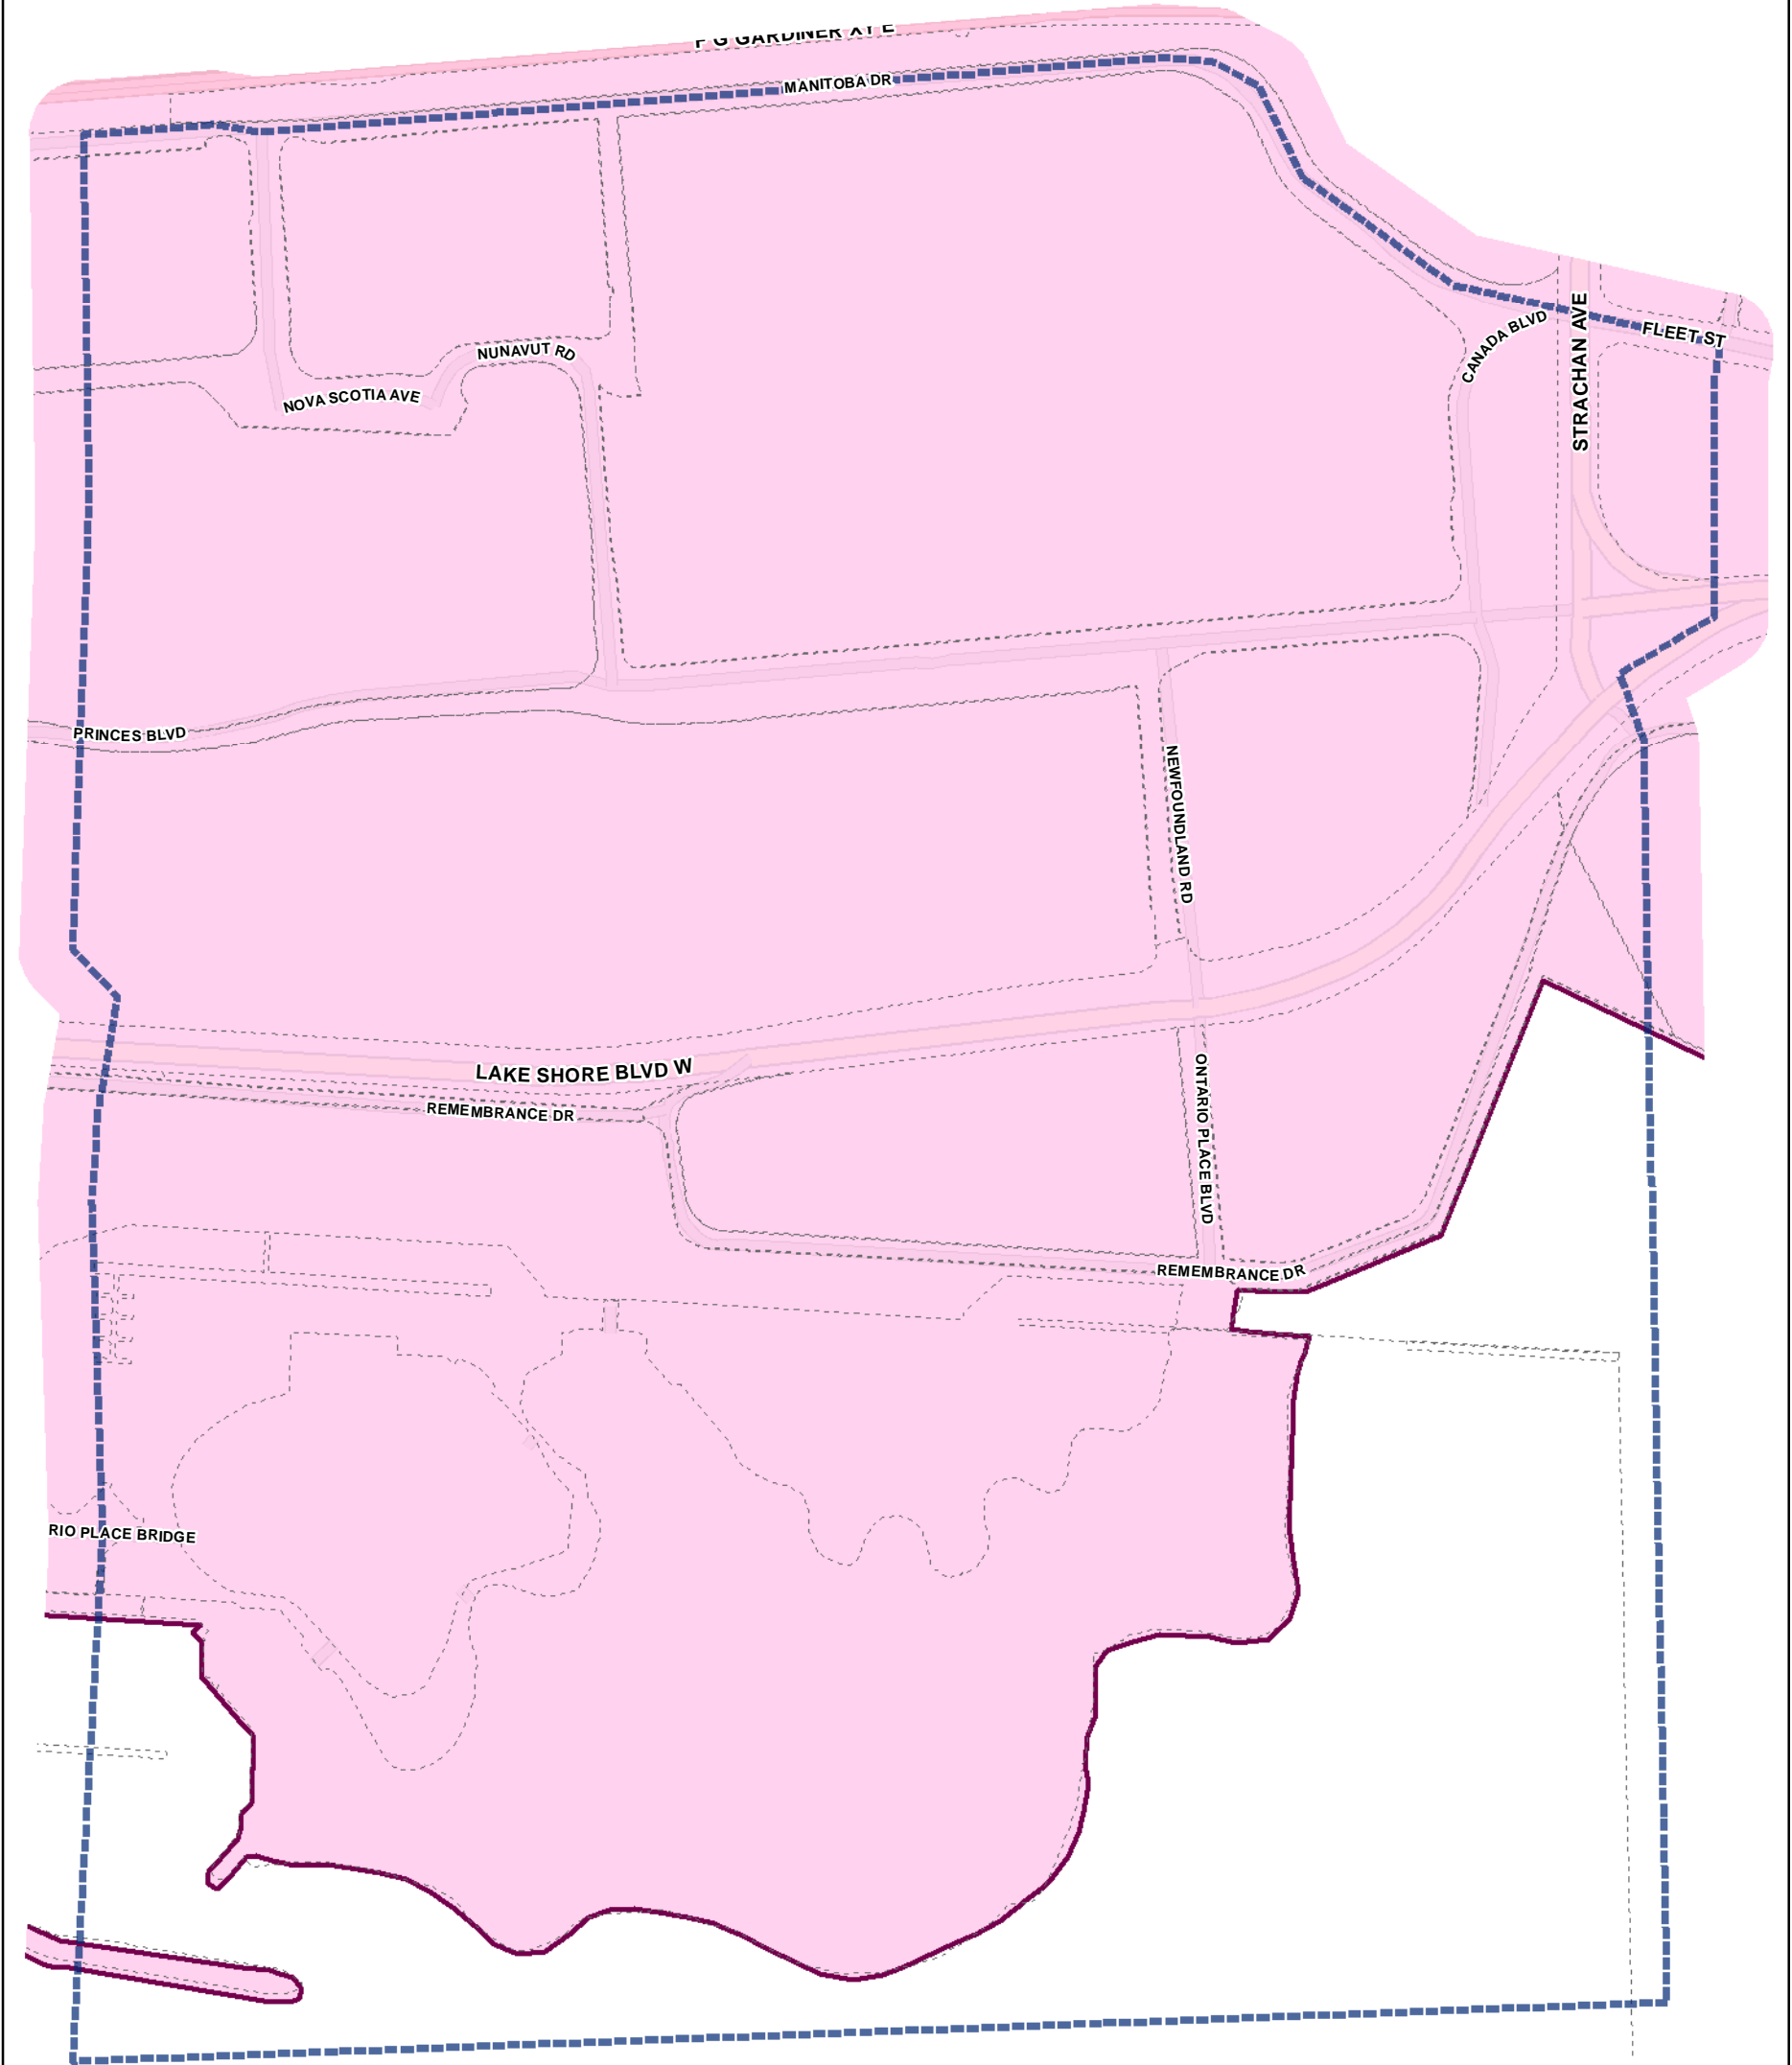 F G GARDINER XY E
MANITOBA DR
CANADA BLVD
STRACHAN AVE
FLEET ST
NUNAVUT RD
NOVA SCOTIA AVE
PRINCES BLVD
NEWFOUNDLAND RD
LAKE SHORE BLVD W
REMEMBRANCE DR
ONTARIO PLACE BLVD
REMEMBRANCE DR
RIO PLACE BRIDGE